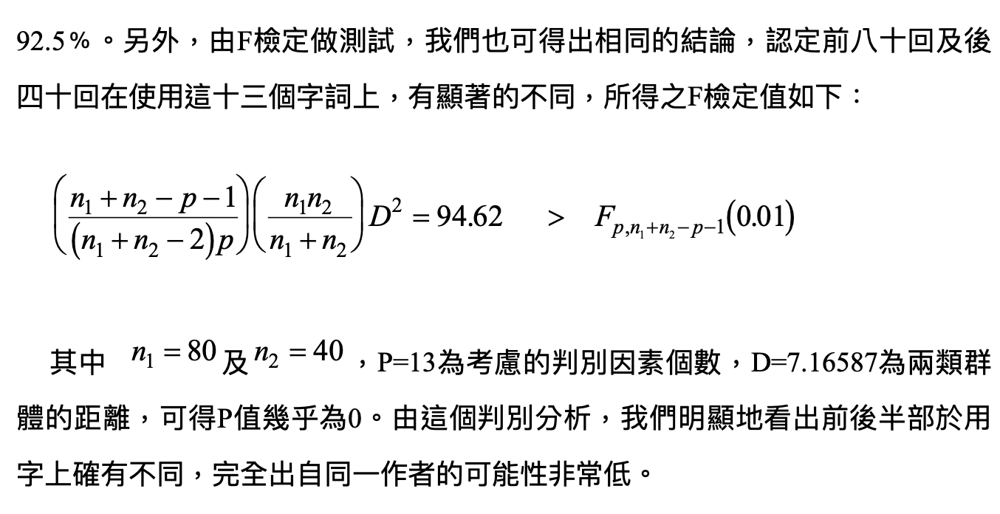 92.5%。另外，由F檢定做測試，我們也可得出相同的結論，認定前八十回及後
四十回在使用這十三個字詞上，有顯著的不同，所得之F檢定值如下：
\left(\frac{n_1+n_2-p-1}{(n_1+n_2-2)p}\right)\left(\frac{n_1n_2}{n_1+n_2}\right)D^2=94.62 > F_{p,n_1+n_2-p-1}(0.01)
其中 n₁ = 80 及 n₂ = 40，P=13為考慮的判別因素個數，D=7.16587為兩類群
體的距離，可得P值幾乎為0。由這個判別分析，我們明顯地看出前後半部於用
字上確有不同，完全出自同一作者的可能性非常低。